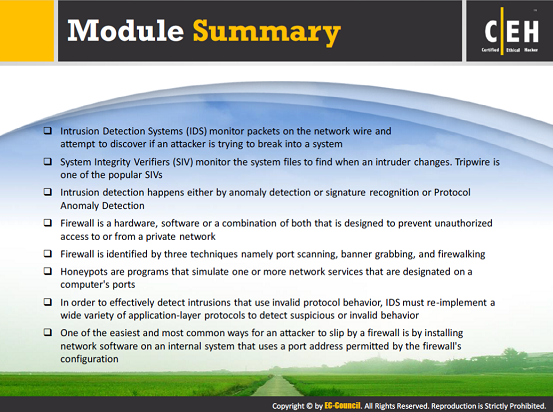 Module Summary
C|EH
Certified Ethical Hacker
❑ Intrusion Detection Systems (IDS) monitor packets on the network wire and
attempt to discover if an attacker is trying to break into a system
❑ System Integrity Verifiers (SIV) monitor the system files to find when an intruder changes. Tripwire is
one of the popular SIVs
❑ Intrusion detection happens either by anomaly detection or signature recognition or Protocol
Anomaly Detection
❑ Firewall is a hardware, software or a combination of both that is designed to prevent unauthorized
access to or from a private network
❑ Firewall is identified by three techniques namely port scanning, banner grabbing, and firewalking
❑ Honeypots are programs that simulate one or more network services that are designated on a
computer's ports
❑ In order to effectively detect intrusions that use invalid protocol behavior, IDS must re-implement a
wide variety of application-layer protocols to detect suspicious or invalid behavior
❑ One of the easiest and most common ways for an attacker to slip by a firewall is by installing
network software on an internal system that uses a port address permitted by the firewall's
configuration
Copyright © by EC-Council. All Rights Reserved. Reproduction is Strictly Prohibited.